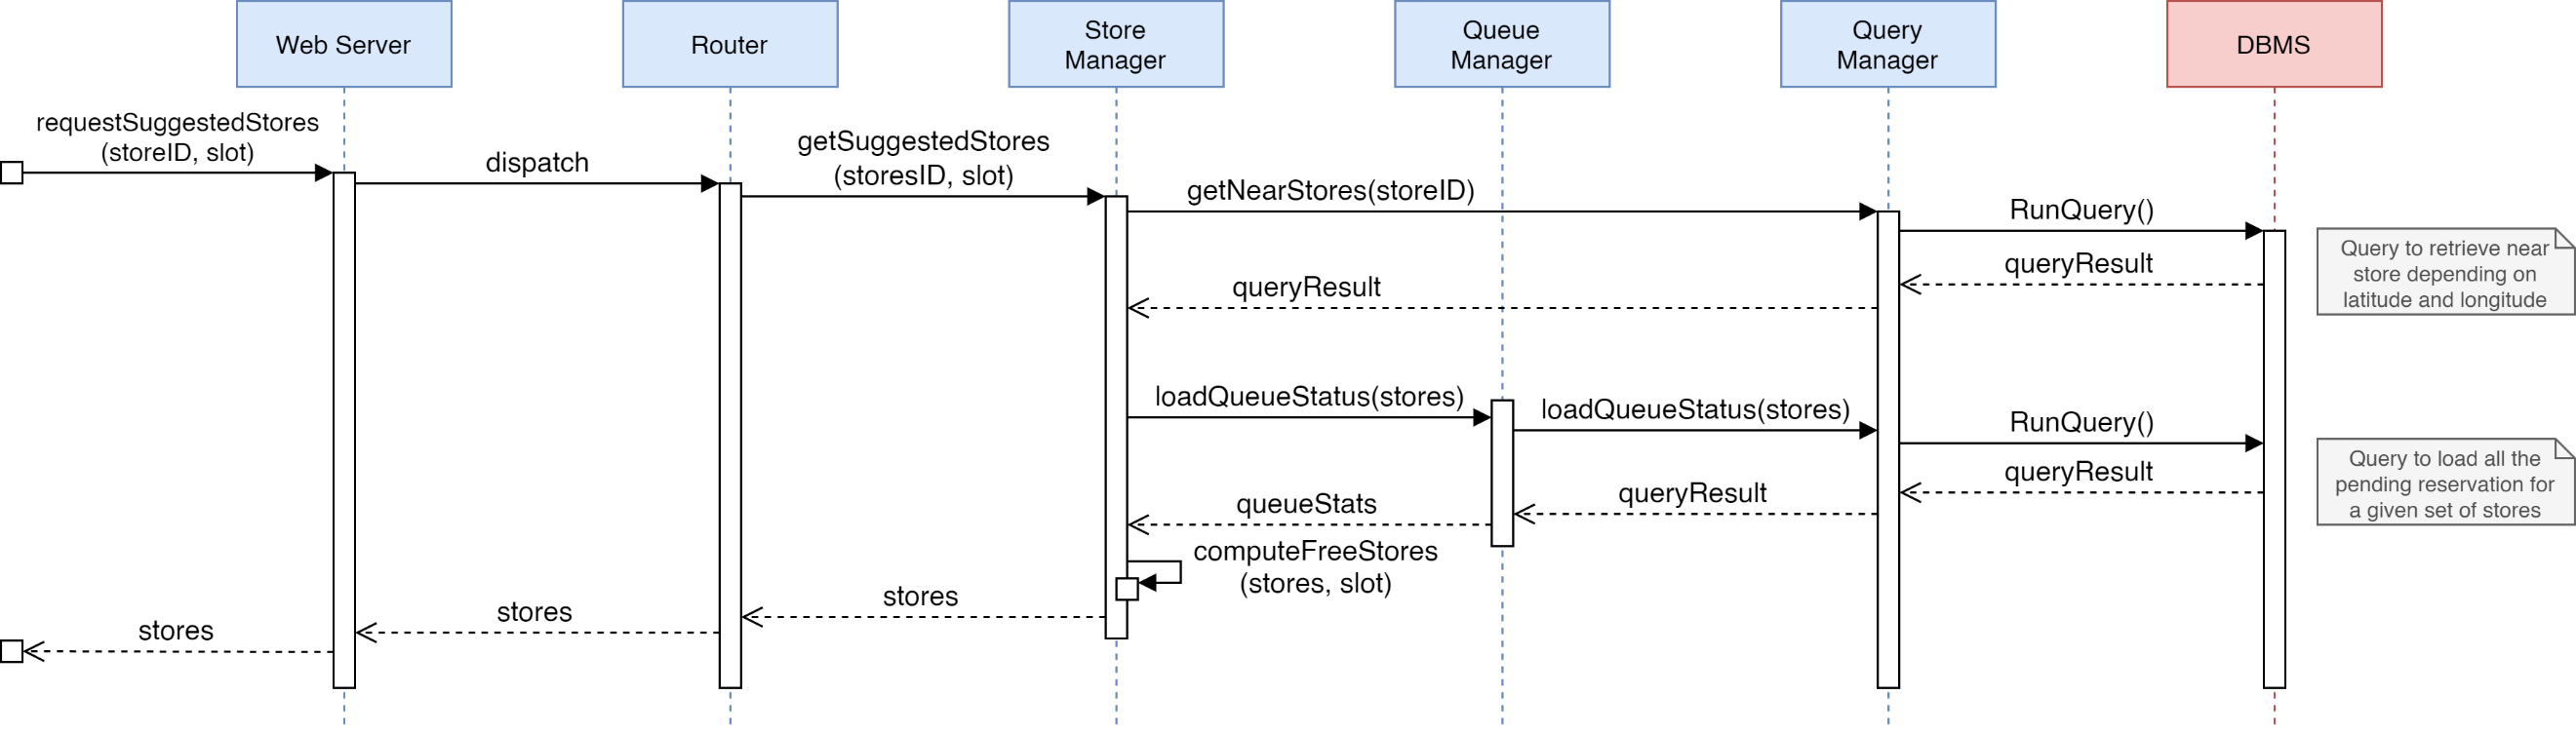 Web Server
Router
Store
Manager
Queue
Manager
Query
Manager
DBMS
requestSuggestedStores
(storeID, slot)
dispatch
getSuggestedStores
(storesID, slot)
getNearStores(storeID)
RunQuery()
Query to retrieve near
store depending on
latitude and longitude
queryResult
queryResult
loadQueueStatus(stores)
loadQueueStatus(stores)
RunQuery()
Query to load all the
pending reservation for
a given set of stores
queryResult
queryResult
queueStats
computeFreeStores
(stores, slot)
stores
stores
stores